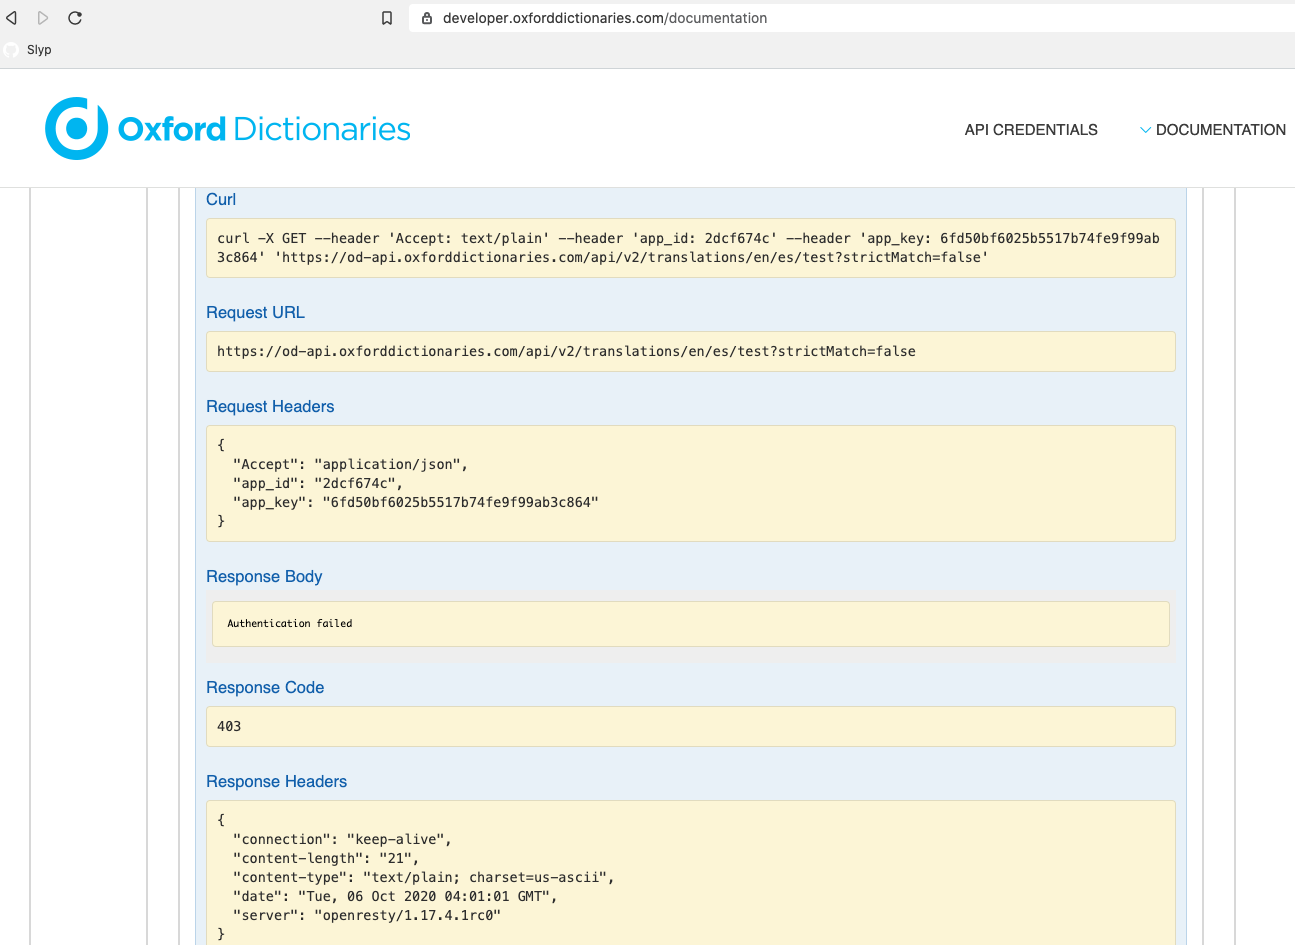 developer.oxforddictionaries.com/documentation
Slyp
Oxford Dictionaries
API CREDENTIALS
DOCUMENTATION
Curl
curl -X GET --header 'Accept: text/plain' --header 'app_id: 2dcf674c' --header 'app_key: 6fd50bf6025b5517b74fe9f99ab
3c864' 'https://od-api.oxforddictionaries.com/api/v2/translations/en/es/test?strictMatch=false'
Request URL
https://od-api.oxforddictionaries.com/api/v2/translations/en/es/test?strictMatch=false
Request Headers
{
"Accept": "application/json",
"app_id": "2dcf674c",
"app_key": "6fd50bf6025b5517b74fe9f99ab3c864"
}
Response Body
Authentication failed
Response Code
403
Response Headers
{
"connection": "keep-alive",
"content-length": "21",
"content-type": "text/plain; charset=us-ascii",
"date": "Tue, 06 Oct 2020 04:01:01 GMT",
"server": "openresty/1.17.4.1rc0"
}